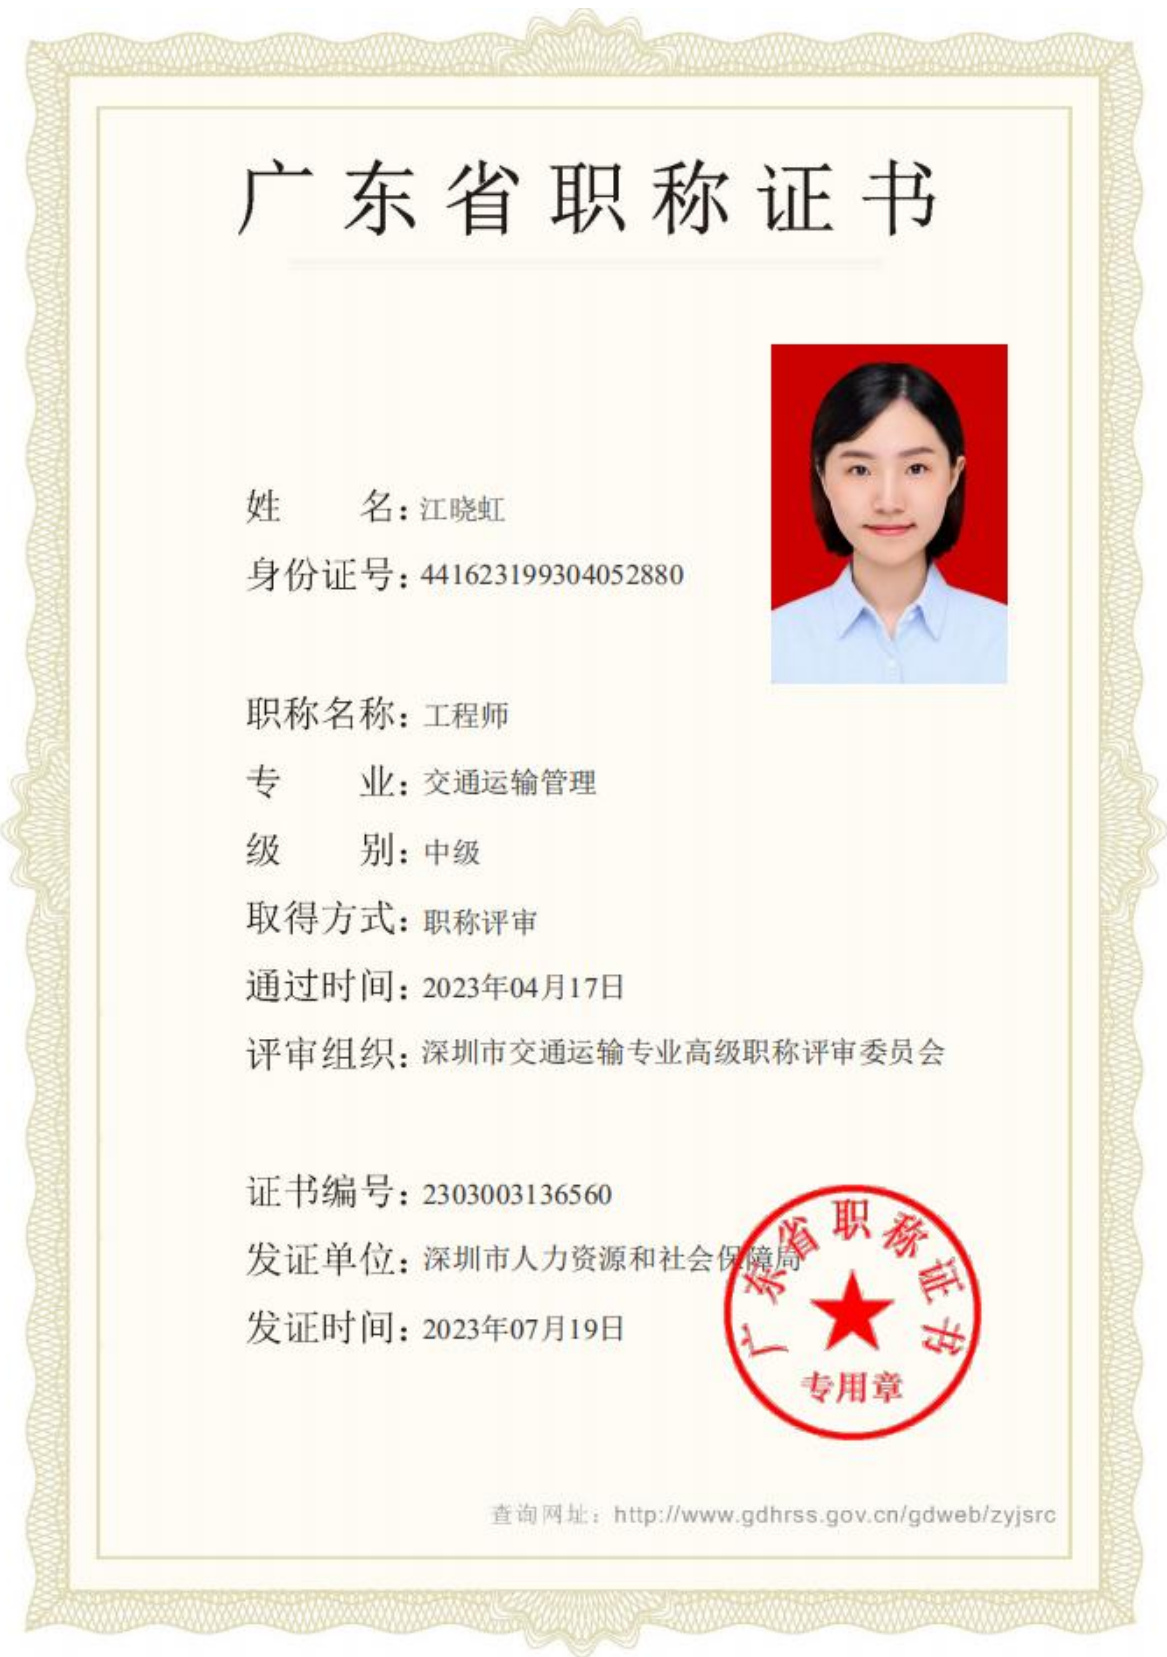 广东省职称证书
姓 名：江晓虹
身份证号：441623199304052880
职称名称：工程师
专 业：交通运输管理
级 别：中级
取得方式：职称评审
通过时间：2023年04月17日
评审组织：深圳市交通运输专业高级职称评审委员会
证书编号：2303003136560
发证单位：深圳市人力资源和社会保障局
发证时间：2023年07月19日
广东省职称证书
专用章
查询网址：http://www.gdhrss.gov.cn/gdweb/zyjsrc